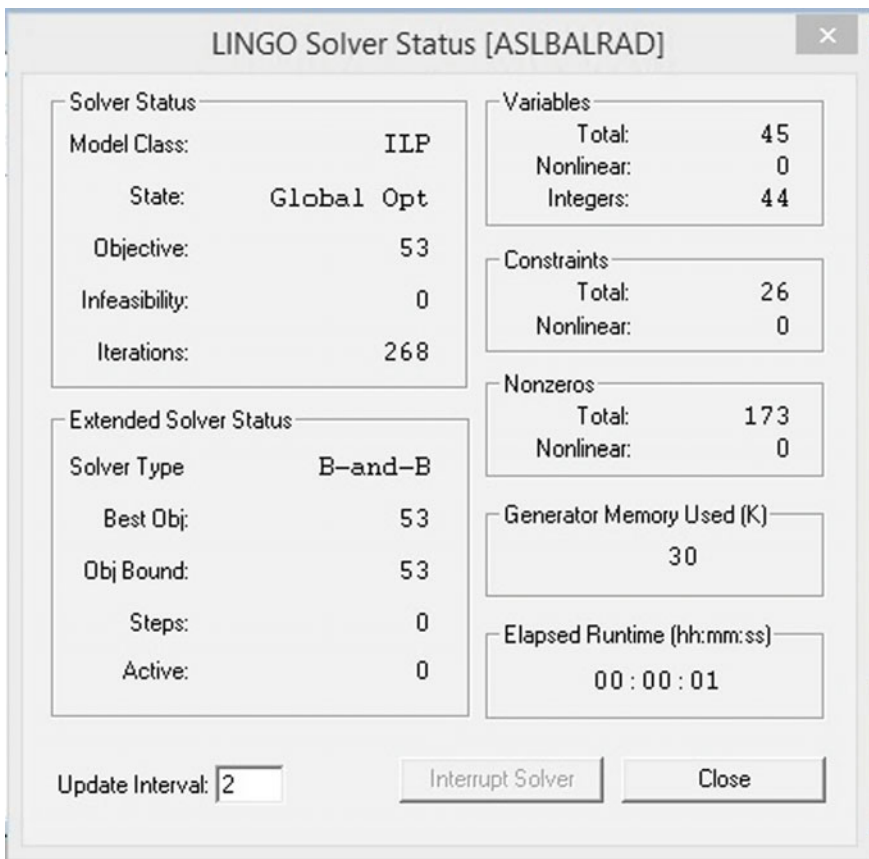 LINGO Solver Status [ASLBALRAD]
Solver Status
Model Class: ILP
State: Global Opt
Objective: 53
Infeasibility: 0
Iterations: 268
Extended Solver Status
Solver Type B-and-B
Best Obj: 53
Obj Bound: 53
Steps: 0
Active: 0
Variables
Total: 45
Nonlinear: 0
Integers: 44
Constraints
Total: 26
Nonlinear: 0
Nonzeros
Total: 173
Nonlinear: 0
Generator Memory Used (K)
30
Elapsed Runtime (hh:mm:ss)
00:00:01
Update Interval: 2
Interrupt Solver
Close